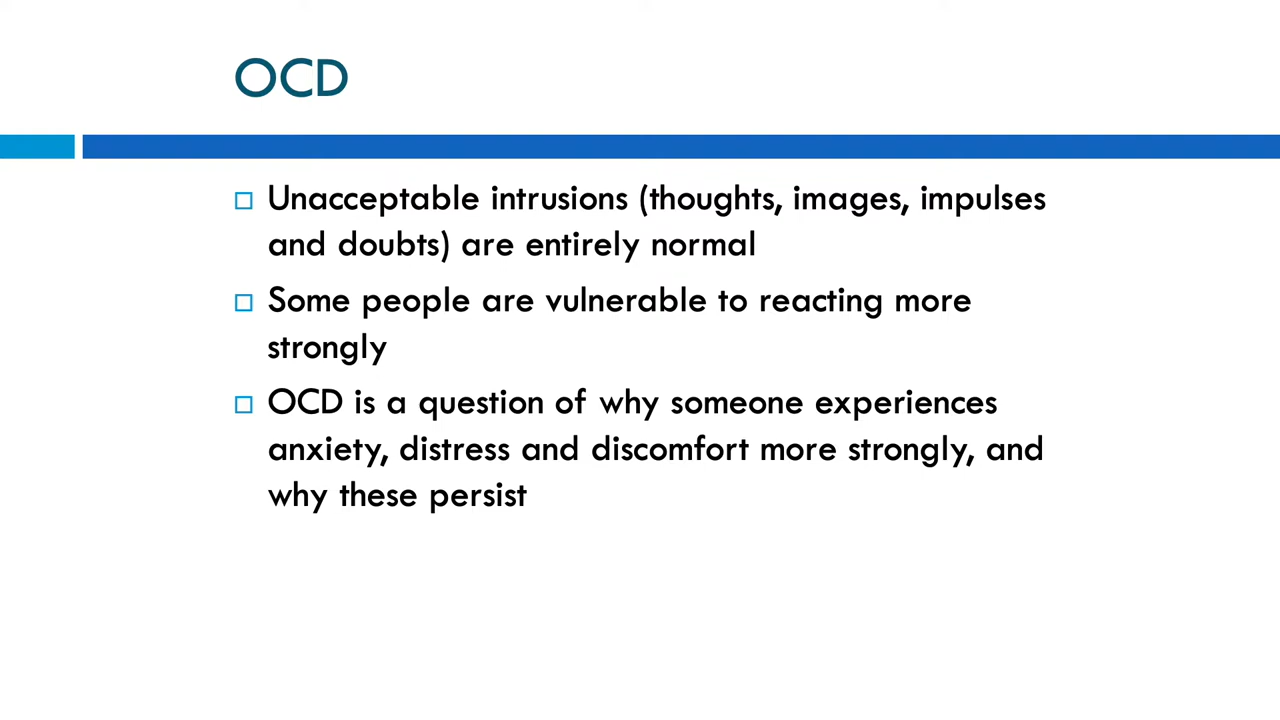 OCD
Unacceptable intrusions (thoughts, images, impulses
and doubts) are entirely normal
Some people are vulnerable to reacting more
strongly
OCD is a question of why someone experiences
anxiety, distress and discomfort more strongly, and
why these persist